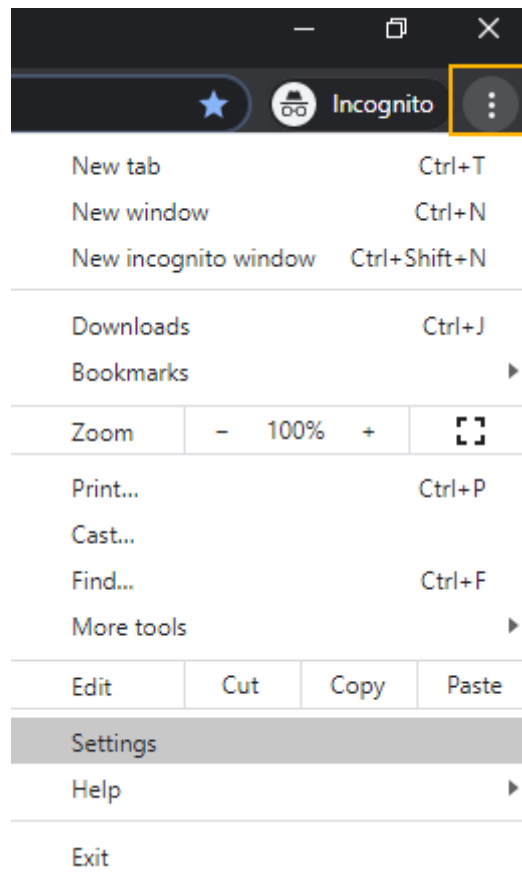 Incognito
New tab Ctrl+T
New window Ctrl+N
New incognito window Ctrl+Shift+N
Downloads Ctrl+J
Bookmarks
Zoom - 100% +
Print... Ctrl+P
Cast...
Find... Ctrl+F
More tools
Edit Cut Copy Paste
Settings
Help
Exit